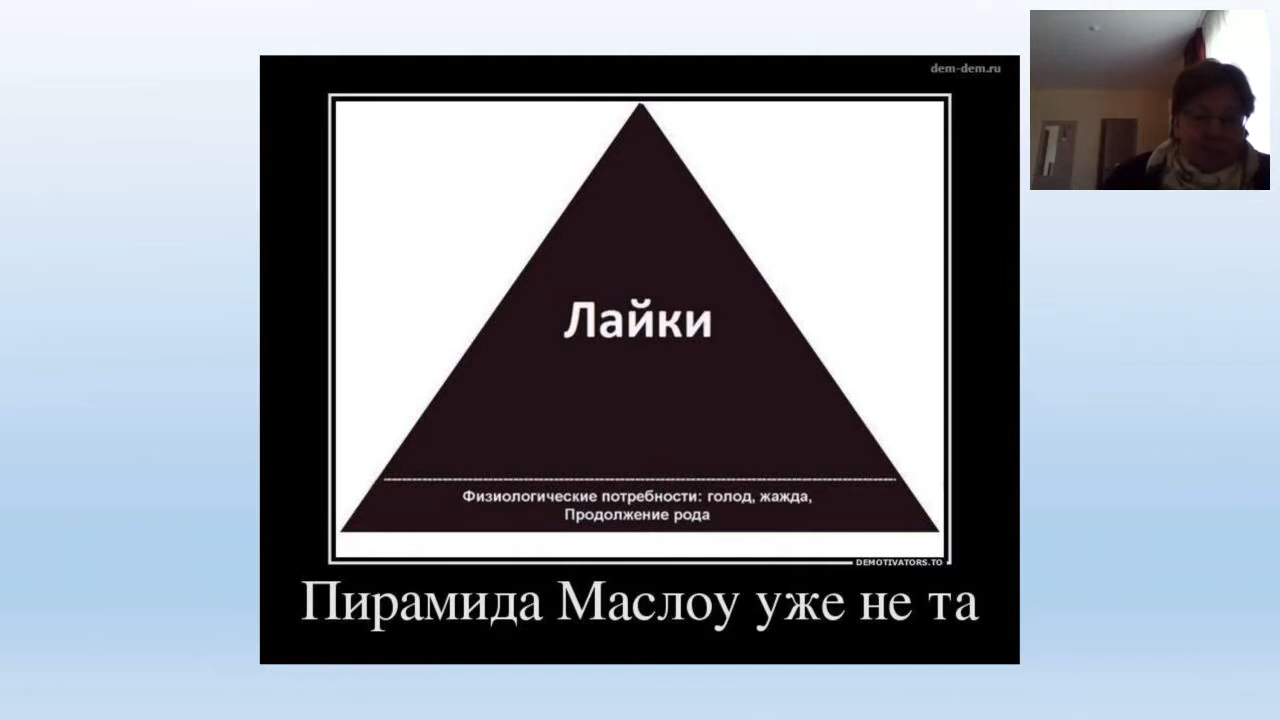 dem-dem.ru
Лайки
Физиологические потребности: голод, жажда,
Продолжение рода
DEMOTIVATORS.TO
Пирамида Маслоу уже не та